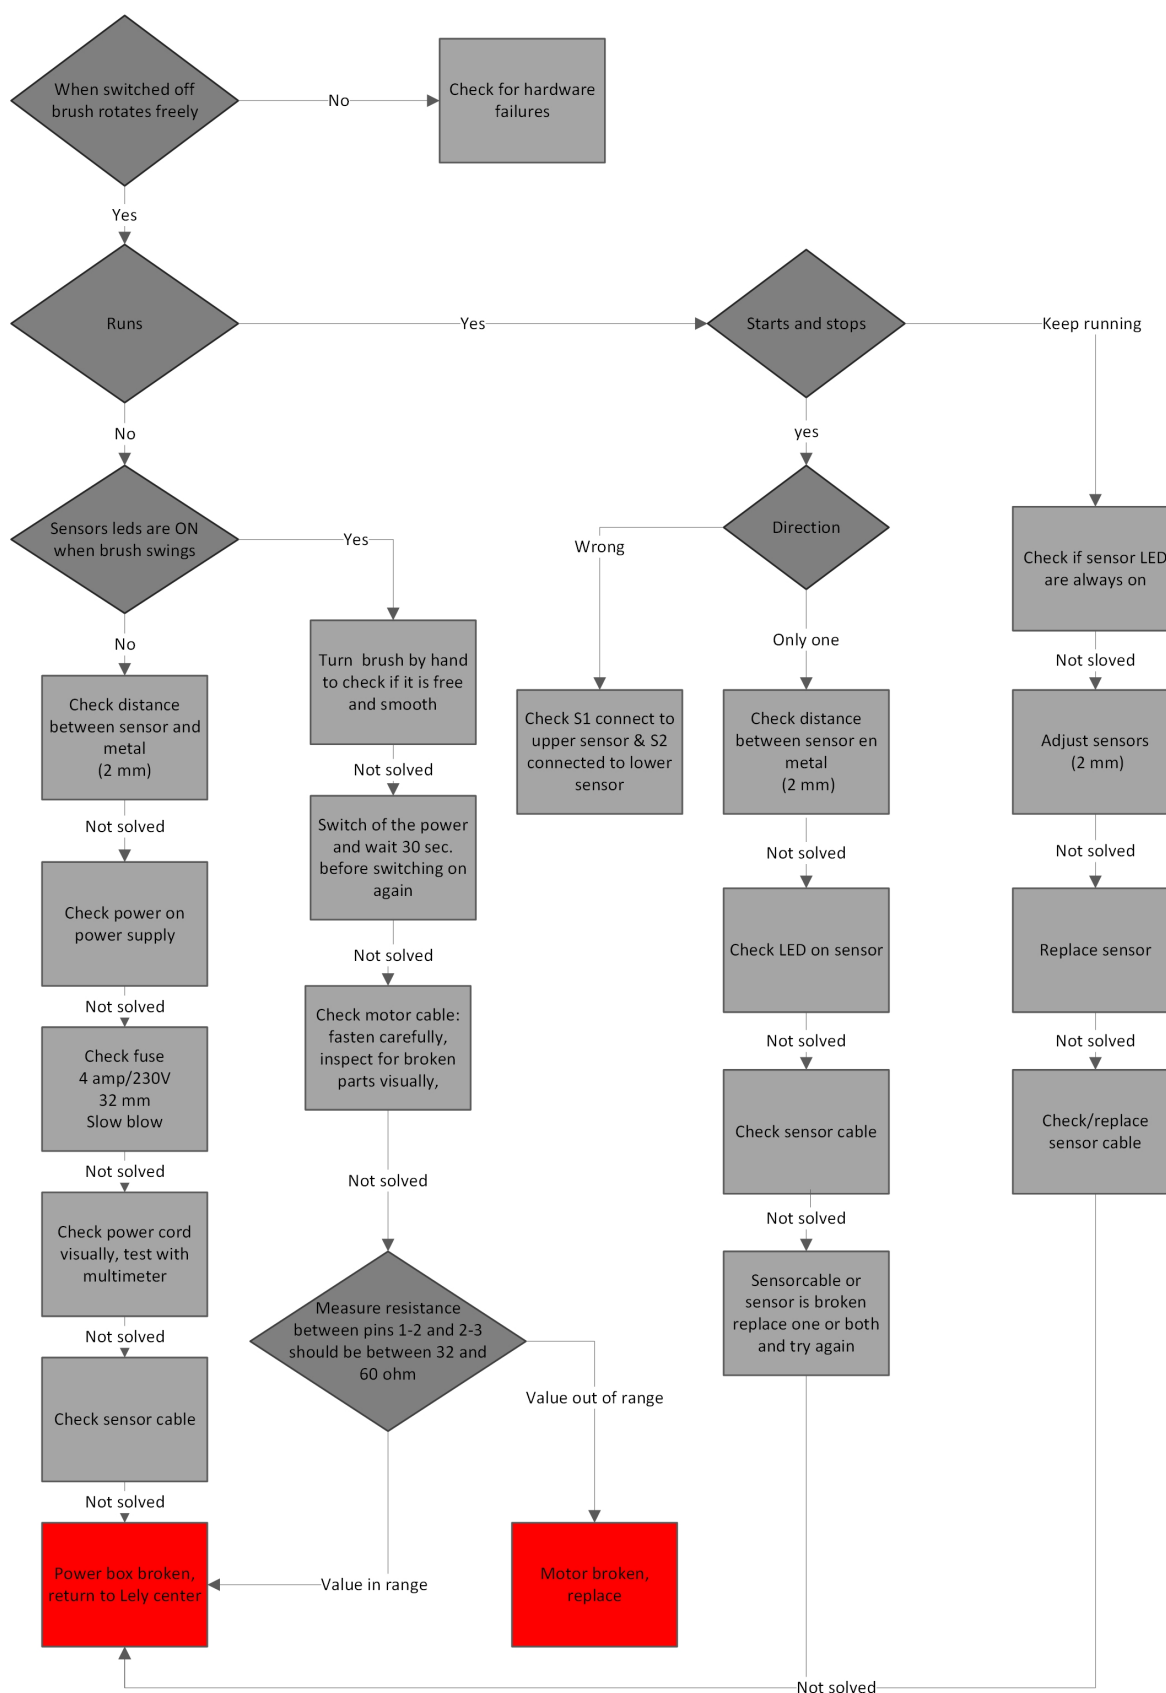 When switched off
brush rotates freely
No
Check for hardware
failures
Yes
Runs
Yes
Starts and stops
Keep running
No
yes
Sensors leds are ON
when brush swings
Yes
Direction
Wrong
Check if sensor LED
are always on
No
Only one
Not sloved
Turn brush by hand
to check if it is free
and smooth
Check distance
between sensor and
metal
(2 mm)
Check S1 connect to
upper sensor & S2
connected to lower
sensor
Check distance
between sensor en
metal
(2 mm)
Adjust sensors
(2 mm)
Not solved
Not solved
Switch of the power
and wait 30 sec.
before switching on
again
Not solved
Not solved
Check power on
power supply
Not solved
Check LED on sensor
Replace sensor
Not solved
Check motor cable:
fasten carefully,
inspect for broken
parts visually,
Not solved
Not solved
Check fuse
4 amp/230V
32 mm
Slow blow
Check sensor cable
Check/replace
sensor cable
Not solved
Not solved
Not solved
Check power cord
visually, test with
multimeter
Sensorcable or
sensor is broken
replace one or both
and try again
Measure resistance
between pins 1-2 and 2-3
should be between 32 and
60 ohm
Not solved
Value out of range
Check sensor cable
Not solved
Power box broken,
return to Lely center
Value in range
Motor broken,
replace
Not solved